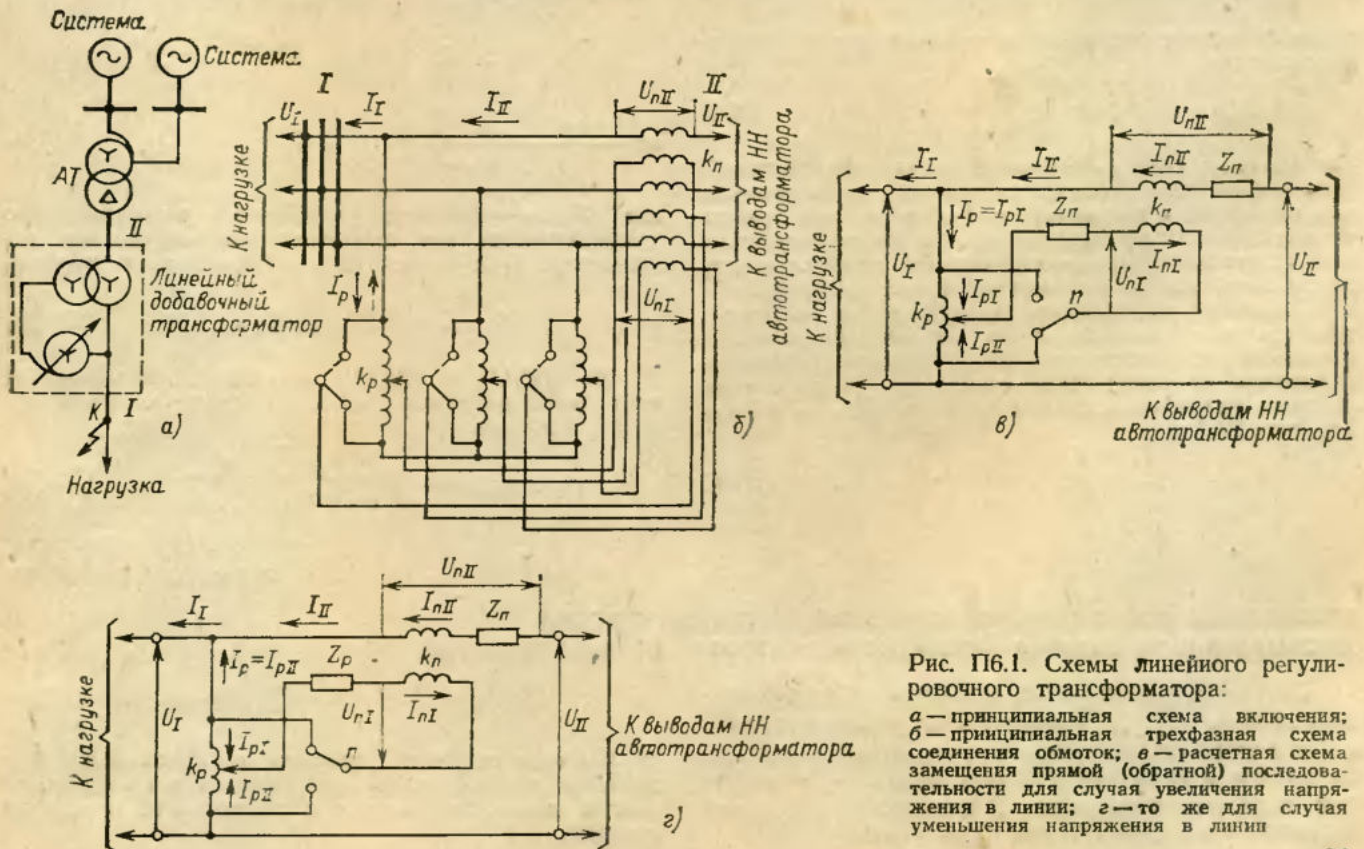 Система
Система
АТ
II
Линейный
добавочный
трансформатор
I
К
а)
Нагрузка
I
II
U_I
I_I
I_II
U_пII
U_II
k_п
К нагрузке
К выводам НН
автотрансформатора
I_р
U_пI
k_р
б)
U_пII
I_I
I_II
I_пII
Z_п
I_р=I_рI
Z_п
k_п
I_пI
К нагрузке
U_I
I_рI
U_пI
U_II
k_р
п
I_рII
К выводам НН
автотрансформатора
в)
U_пII
I_I
I_II
I_пII
Z_п
I_р=I_рII
Z_р
k_п
К нагрузке
U_I
I_пI
U_II
I_рI
п
k_р
I_рII
К выводам НН
автотрансформатора
г)
Рис. П6.1. Схемы линейного регули-
ровочного трансформатора:
а — принципиальная схема включения;
б — принципиальная трехфазная схема
соединения обмоток; в — расчетная схема
замещения прямой (обратной) последова-
тельности для случая увеличения напря-
жения в линии; г — то же для случая
уменьшения напряжения в линии